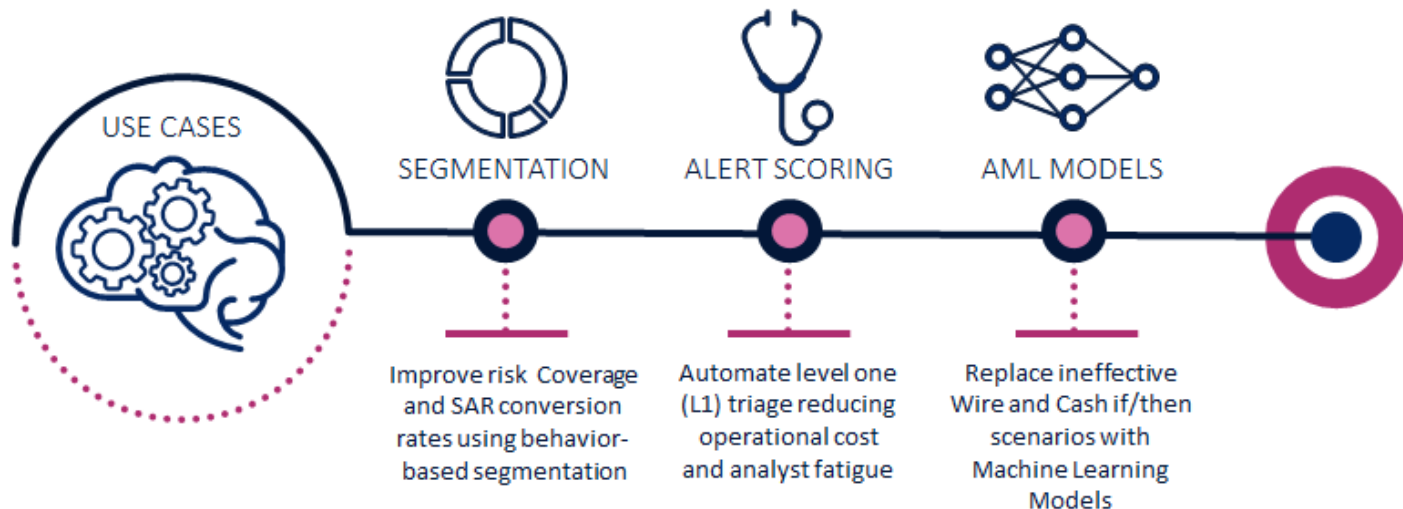 USE CASES
SEGMENTATION
Improve risk Coverage
and SAR conversion
rates using behavior-
based segmentation
ALERT SCORING
Automate level one
(L1) triage reducing
operational cost
and analyst fatigue
AML MODELS
Replace ineffective
Wire and Cash if/then
scenarios with
Machine Learning
Models